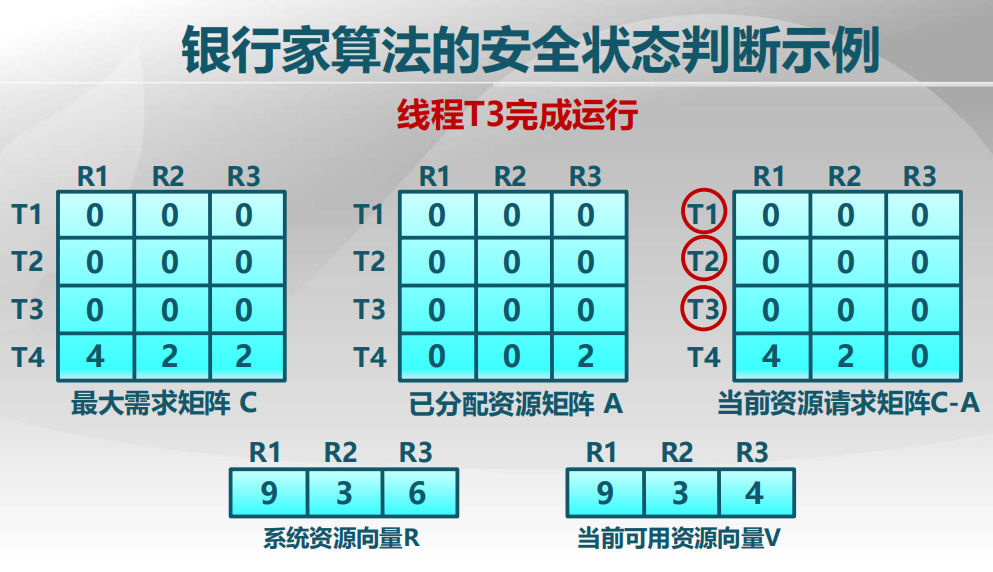 银行家算法的安全状态判断示例
线程T3完成运行
R1 R2 R3
T1 0 0 0
T2 0 0 0
T3 0 0 0
T4 4 2 2
最大需求矩阵 C
R1 R2 R3
T1 0 0 0
T2 0 0 0
T3 0 0 0
T4 0 0 2
已分配资源矩阵 A
R1 R2 R3
T1 0 0 0
T2 0 0 0
T3 0 0 0
T4 4 2 0
当前资源请求矩阵C-A
R1 R2 R3
9 3 6
系统资源向量R
R1 R2 R3
9 3 4
当前可用资源向量V